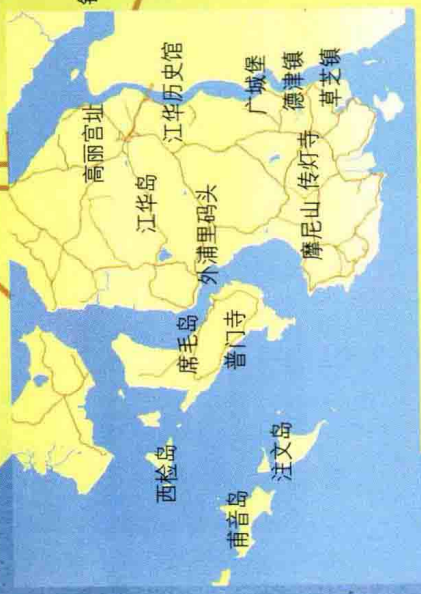 高丽宫址
江华历史馆
广城堡
德津镇
草芝镇
江华岛
外浦里码头
摩尼山
传灯寺
席毛岛
普门寺
西检岛
注文岛
甫音岛